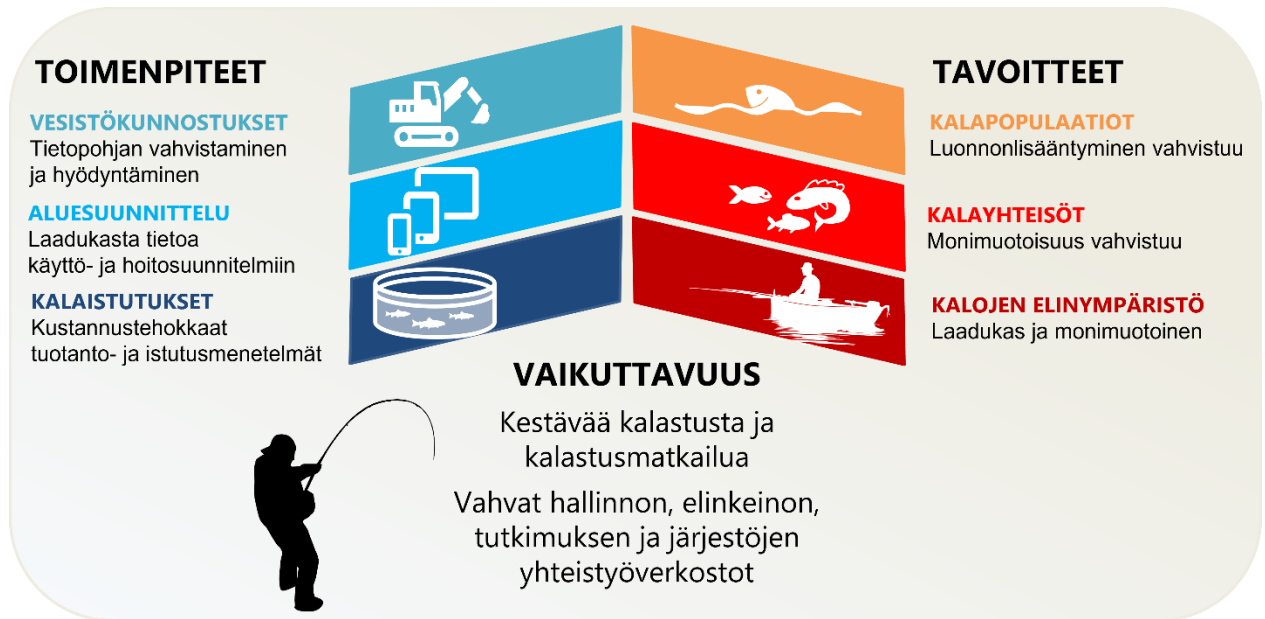 TOIMENPITEET
VESISTÖKUNNOSTUKSET
Tietopohjan vahvistaminen
ja hyödyntäminen
ALUESUUNNITTELU
Laadukasta tietoa
käyttö- ja hoitosuunnitelmiin
KALAISTUTUKSET
Kustannustehokkaat
tuotanto- ja istutusmenetelmät
TAVOITTEET
KALAPOPULAATIOT
Luonnonlisääntyminen vahvistuu
KALAYHTEISÖT
Monimuotoisuus vahvistuu
KALOJEN ELINYMPÄRISTÖ
Laadukas ja monimuotoinen
VAIKUTTAVUUS
Kestävää kalastusta ja
kalastusmatkailua
Vahvat hallinnon, elinkeinon,
tutkimuksen ja järjestöjen
yhteistyöverkostot